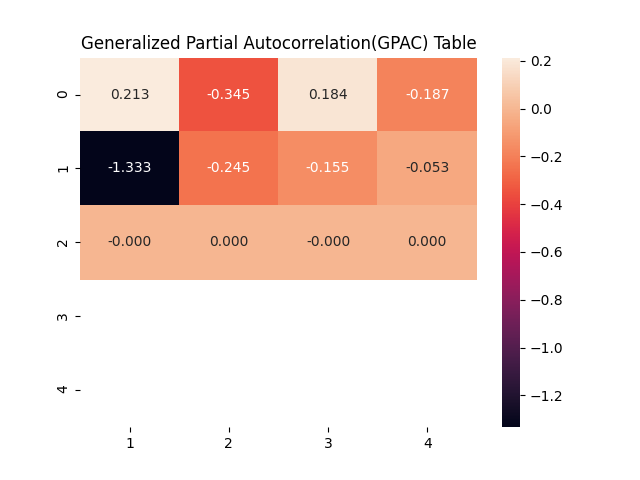 Generalized Partial Autocorrelation(GPAC) Table
0 0.213 -0.345 0.184 -0.187
1 -1.333 -0.245 -0.155 -0.053
2 -0.000 0.000 -0.000 0.000
3
4
1 2 3 4
0.2
0.0
−0.2
−0.4
−0.6
−0.8
−1.0
−1.2